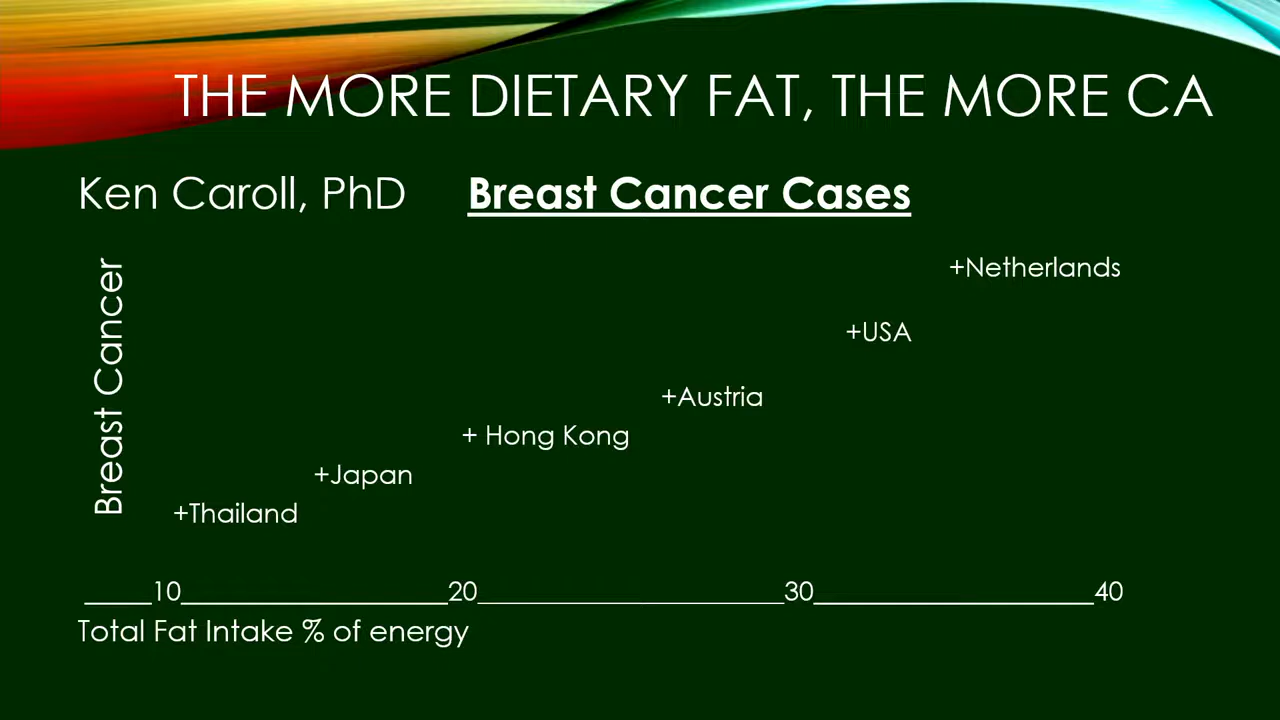 THE MORE DIETARY FAT, THE MORE CA
Ken Caroll, PhD Breast Cancer Cases
Breast Cancer
+Netherlands
+USA
+Austria
+ Hong Kong
+Japan
+Thailand
_____10____________________20_______________________30_____________________40
Total Fat Intake % of energy